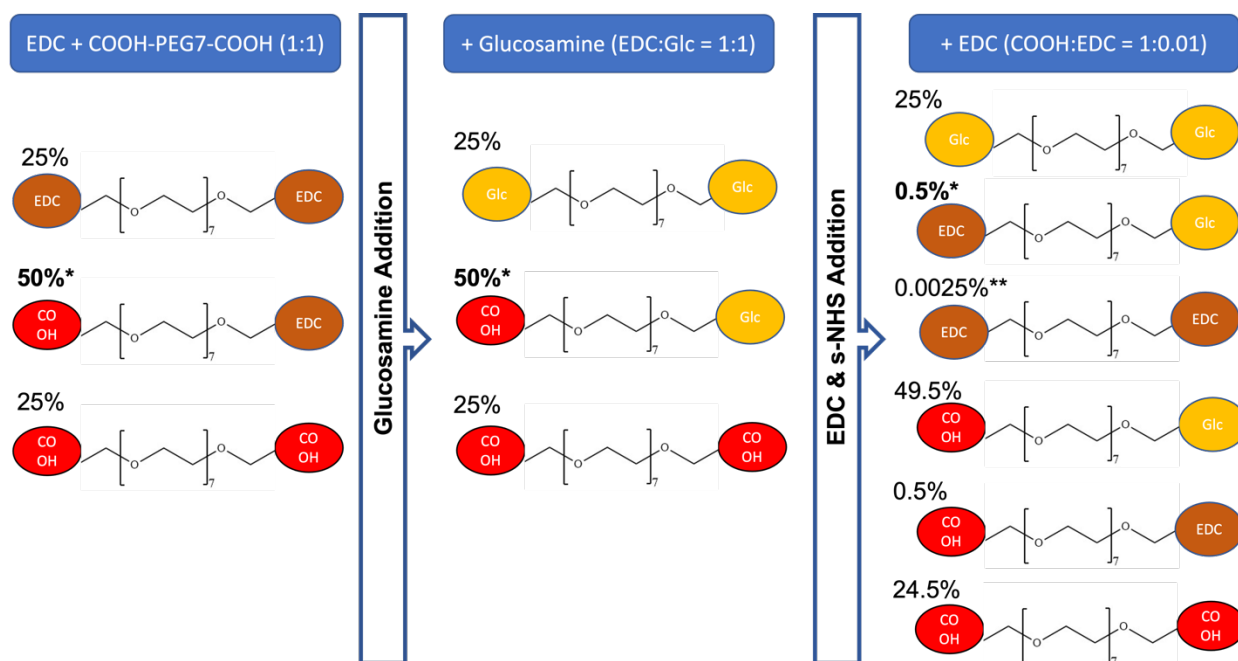 EDC + COOH-PEG7-COOH (1:1)
25%
EDC
O
O
7
EDC
50%*
CO
OH
O
O
7
EDC
25%
CO
OH
O
O
7
CO
OH
Glucosamine Addition
+ Glucosamine (EDC:Glc = 1:1)
25%
Glc
O
O
7
Glc
50%*
CO
OH
O
O
7
Glc
25%
CO
OH
O
O
7
CO
OH
EDC & s-NHS Addition
+ EDC (COOH:EDC = 1:0.01)
25%
Glc
O
O
7
Glc
0.5%*
EDC
O
O
7
Glc
0.0025%**
EDC
O
O
7
EDC
49.5%
CO
OH
O
O
7
Glc
0.5%
CO
OH
O
O
7
EDC
24.5%
CO
OH
O
O
7
CO
OH